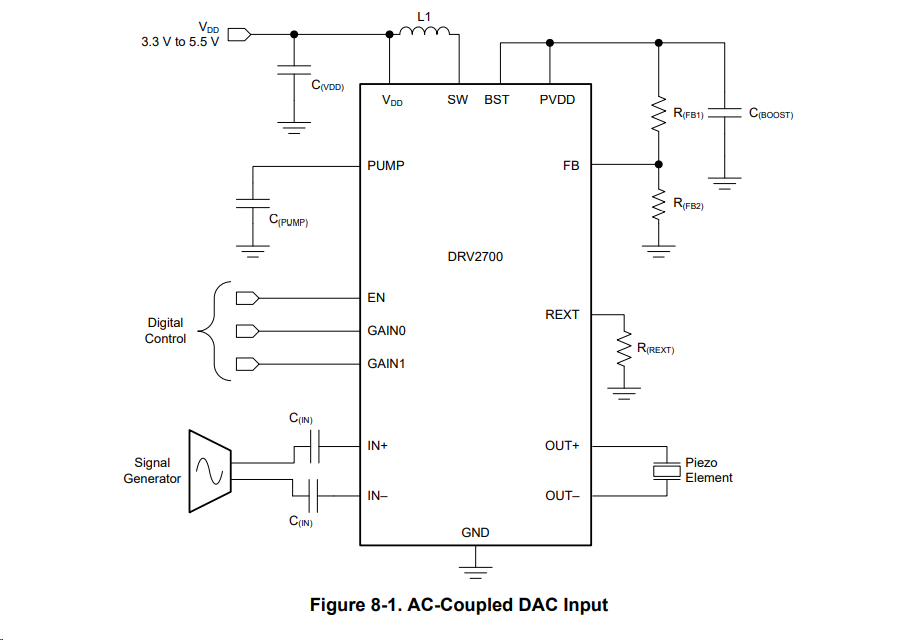 L1
VDD
3.3 V to 5.5 V
C(VDD)
VDD
SW
BST
PVDD
R(FB1)
C(BOOST)
PUMP
FB
C(PUMP)
R(FB2)
DRV2700
EN
REXT
Digital
Control
GAIN0
R(REXT)
GAIN1
C(IN)
IN+
OUT+
Signal
Generator
Piezo
Element
IN–
OUT–
C(IN)
GND
Figure 8-1. AC-Coupled DAC Input